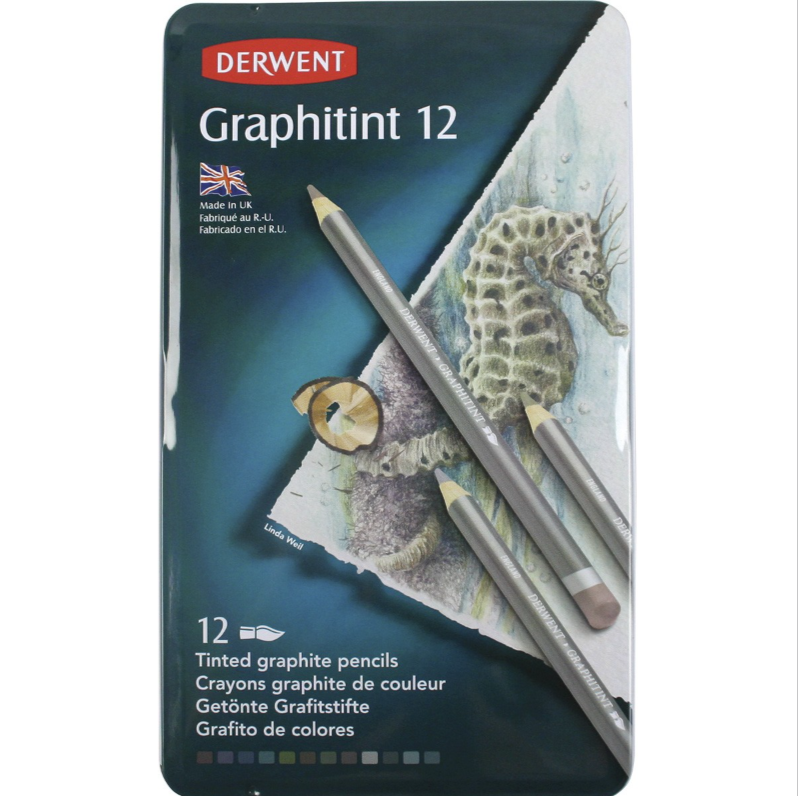 DERWENT
Graphitint 12
Made in UK
Fabriqué au R.-U.
Fabricado en el R.U.
DERWENT • GRAPHITINT
DERWENT
Linda Weil
DERWENT • GRAPHITINT
12
Tinted graphite pencils
Crayons graphite de couleur
Getönte Grafitstifte
Grafito de colores